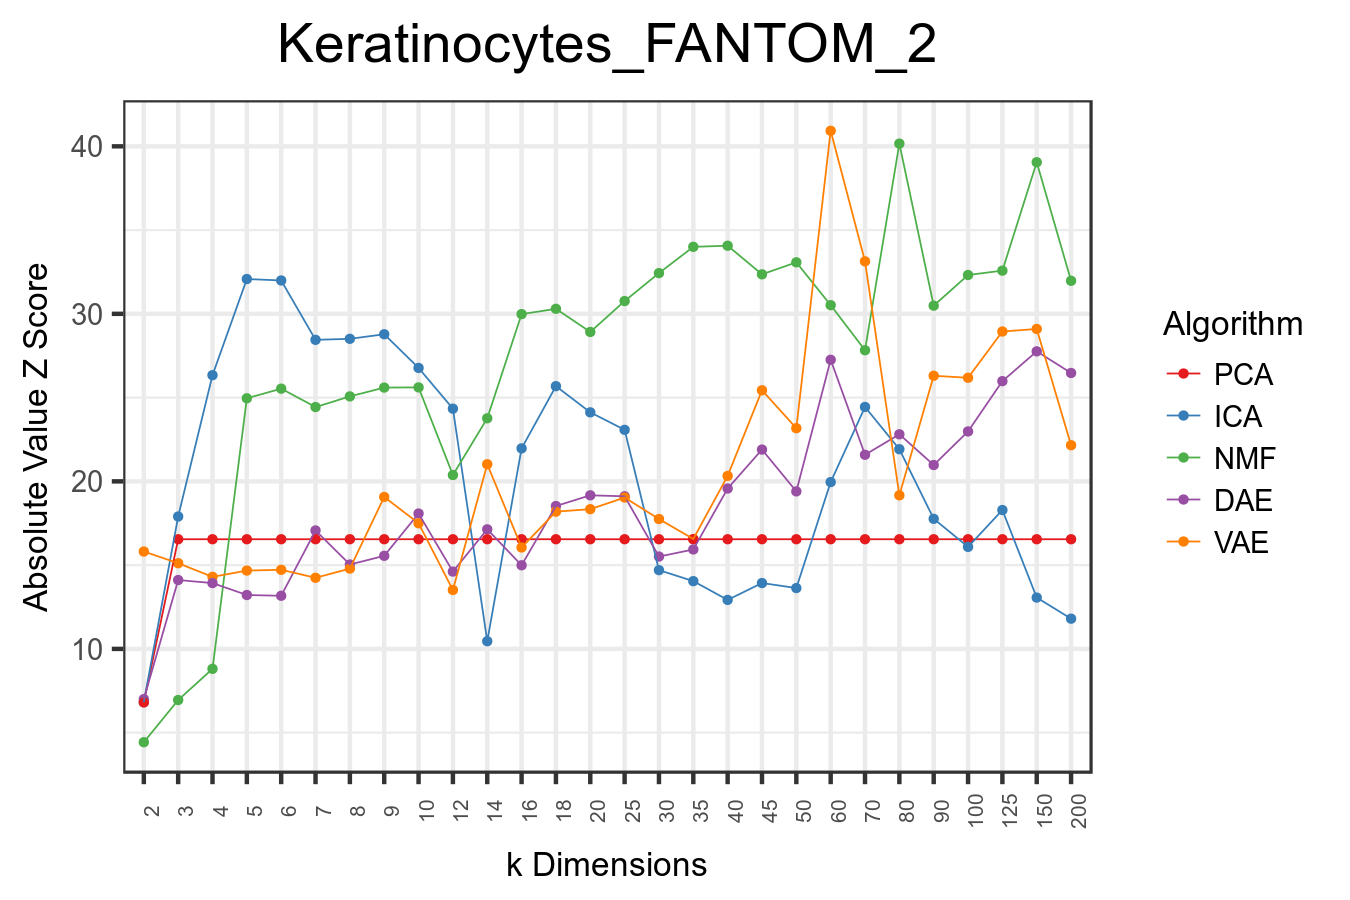 Keratinocytes_FANTOM_2
Absolute Value Z Score
40
30
20
10
2 3 4 5 6 7 8 9 10 12 14 16 18 20 25 30 35 40 45 50 60 70 80 90 100 125 150 200
k Dimensions
Algorithm
PCA
ICA
NMF
DAE
VAE